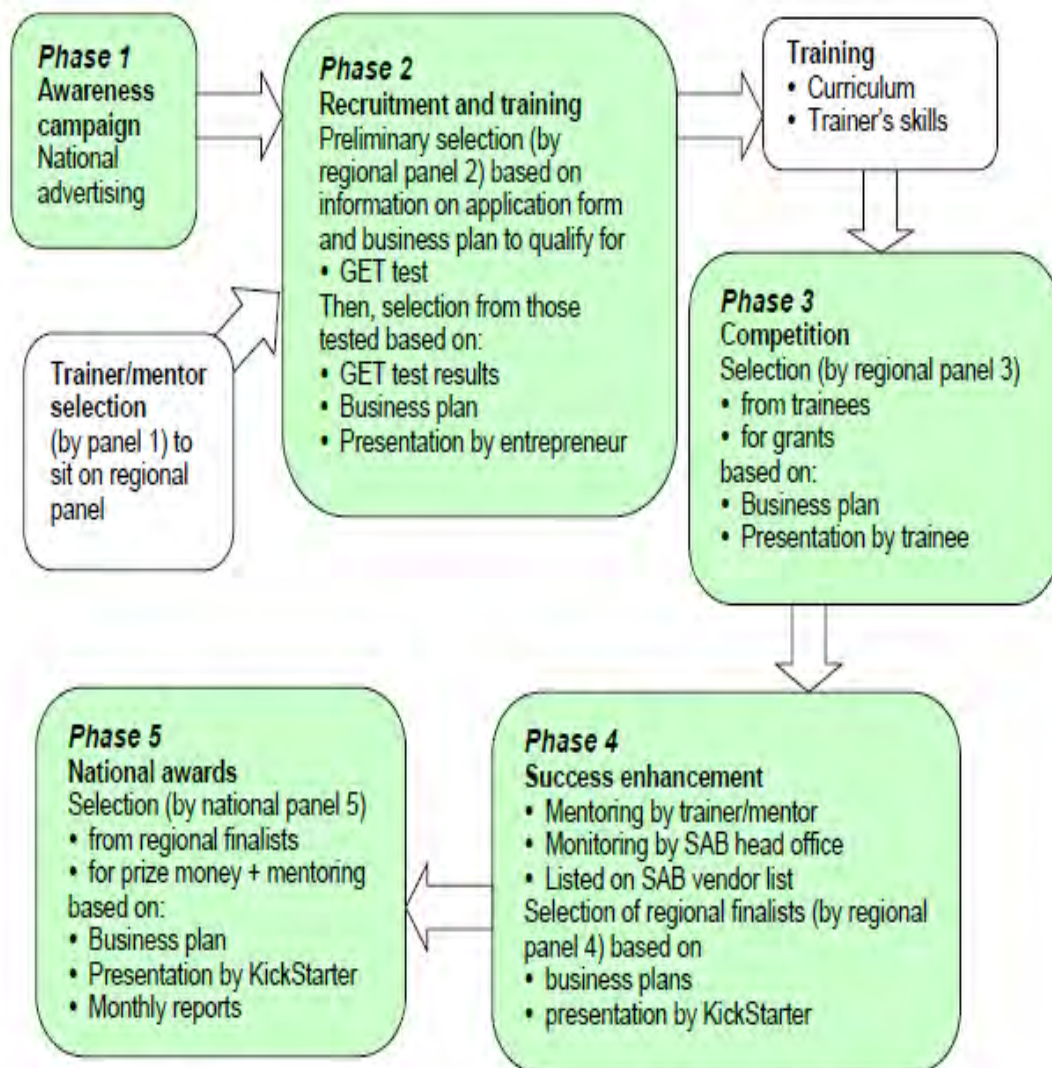 Phase 1
Awareness
campaign
National
advertising
Phase 2
Recruitment and training
Preliminary selection (by
regional panel 2) based on
information on application form
and business plan to qualify for
• GET test
Then, selection from those
tested based on:
• GET test results
• Business plan
• Presentation by entrepreneur
Training
• Curriculum
• Trainer's skills
Trainer/mentor
selection
(by panel 1) to
sit on regional
panel
Phase 3
Competition
Selection (by regional panel 3)
• from trainees
• for grants
based on:
• Business plan
• Presentation by trainee
Phase 4
Success enhancement
• Mentoring by trainer/mentor
• Monitoring by SAB head office
• Listed on SAB vendor list
Selection of regional finalists (by regional
panel 4) based on
• business plans
• presentation by KickStarter
Phase 5
National awards
Selection (by national panel 5)
• from regional finalists
• for prize money + mentoring
based on:
• Business plan
• Presentation by KickStarter
• Monthly reports